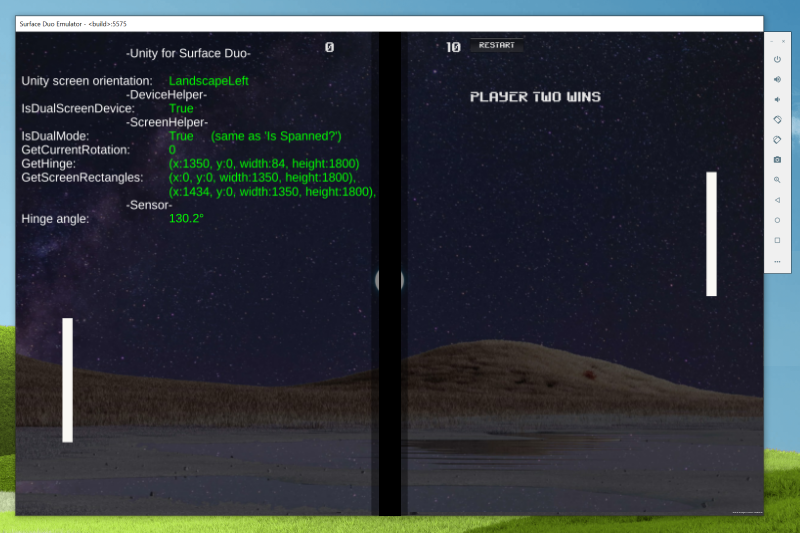 Surface Duo Emulator - <build>:5575
-Unity for Surface Duo-
Unity screen orientation: LandscapeLeft
-DeviceHelper-
IsDualScreenDevice: True
-ScreenHelper-
IsDualMode: True (same as 'Is Spanned?')
GetCurrentRotation: 0
GetHinge: (x:1350, y:0, width:84, height:1800)
GetScreenRectangles: (x:0, y:0, width:1350, height:1800),
(x:1434, y:0, width:1350, height:1800),
-Sensor-
Hinge angle: 130.2°
0
10 RESTART
PLAYER TWO WINS